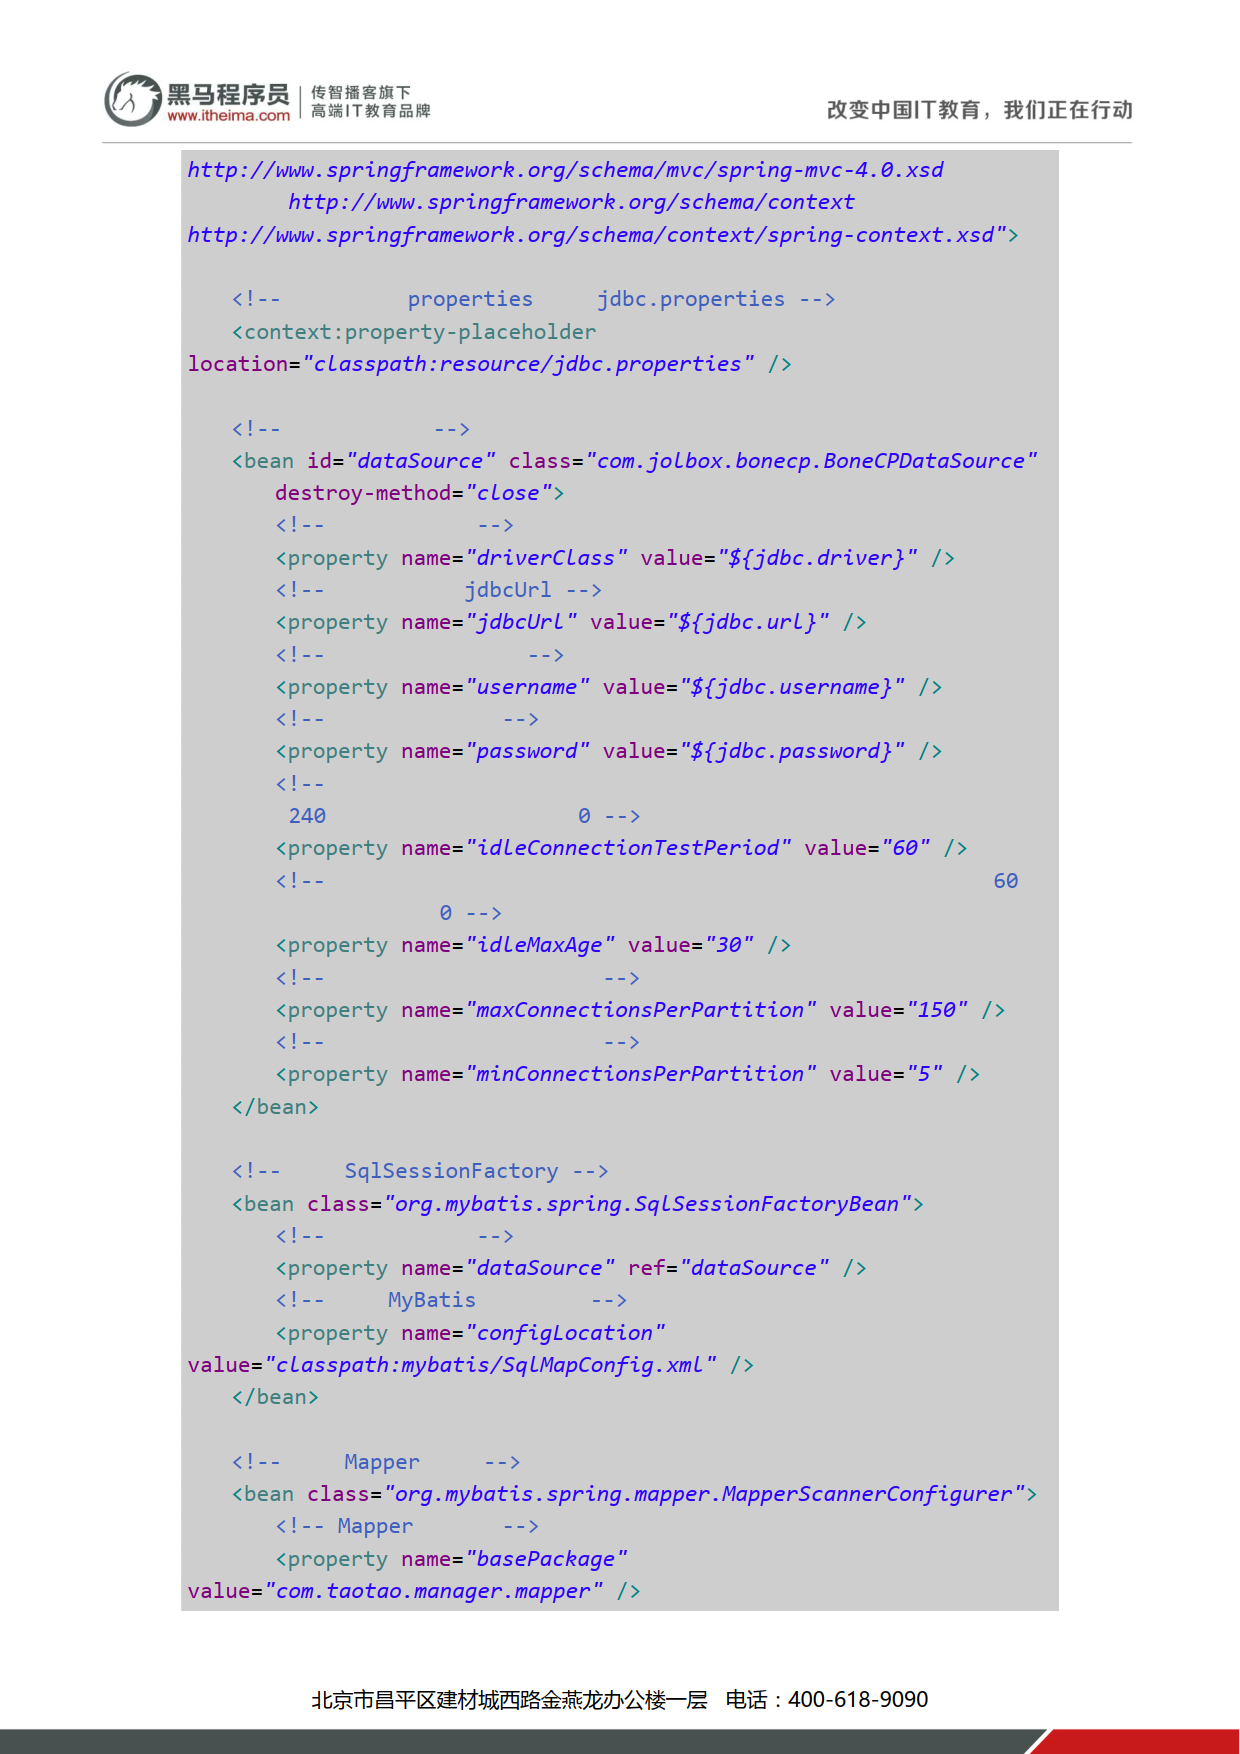 黑马程序员
www.itheima.com
传智播客旗下
高端IT教育品牌
改变中国IT教育，我们正在行动
http://www.springframework.org/schema/mvc/spring-mvc-4.0.xsd
http://www.springframework.org/schema/context
http://www.springframework.org/schema/context/spring-context.xsd">
<!-- properties jdbc.properties -->
<context:property-placeholder
location="classpath:resource/jdbc.properties" />
<!-- -->
<bean id="dataSource" class="com.jolbox.bonecp.BoneCPDataSource"
destroy-method="close">
<!-- -->
<property name="driverClass" value="${jdbc.driver}" />
<!-- jdbcUrl -->
<property name="jdbcUrl" value="${jdbc.url}" />
<!-- -->
<property name="username" value="${jdbc.username}" />
<!-- -->
<property name="password" value="${jdbc.password}" />
<!--
240 0 -->
<property name="idleConnectionTestPeriod" value="60" />
<!-- 60
0 -->
<property name="idleMaxAge" value="30" />
<!-- -->
<property name="maxConnectionsPerPartition" value="150" />
<!-- -->
<property name="minConnectionsPerPartition" value="5" />
</bean>
<!-- SqlSessionFactory -->
<bean class="org.mybatis.spring.SqlSessionFactoryBean">
<!-- -->
<property name="dataSource" ref="dataSource" />
<!-- MyBatis -->
<property name="configLocation"
value="classpath:mybatis/SqlMapConfig.xml" />
</bean>
<!-- Mapper -->
<bean class="org.mybatis.spring.mapper.MapperScannerConfigurer">
<!-- Mapper -->
<property name="basePackage"
value="com.taotao.manager.mapper" />
北京市昌平区建材城西路金燕龙办公楼一层 电话：400-618-9090